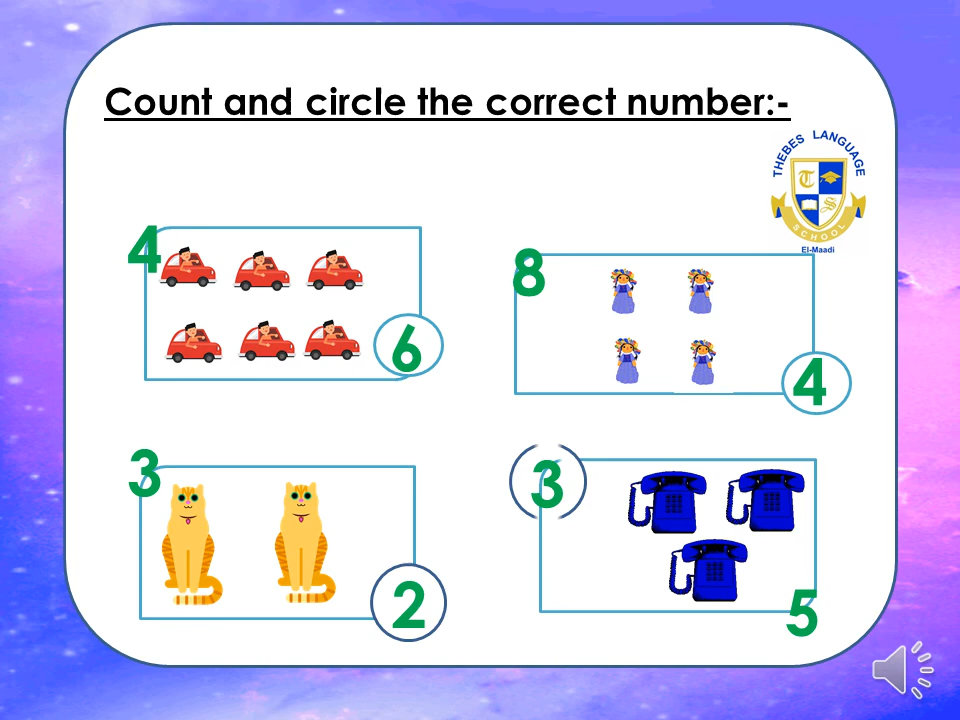 Count and circle the correct number:-
THEBES LANGUAGE
T
S
SCHOOL
El-Maadi
4
6
8
4
3
2
3
5